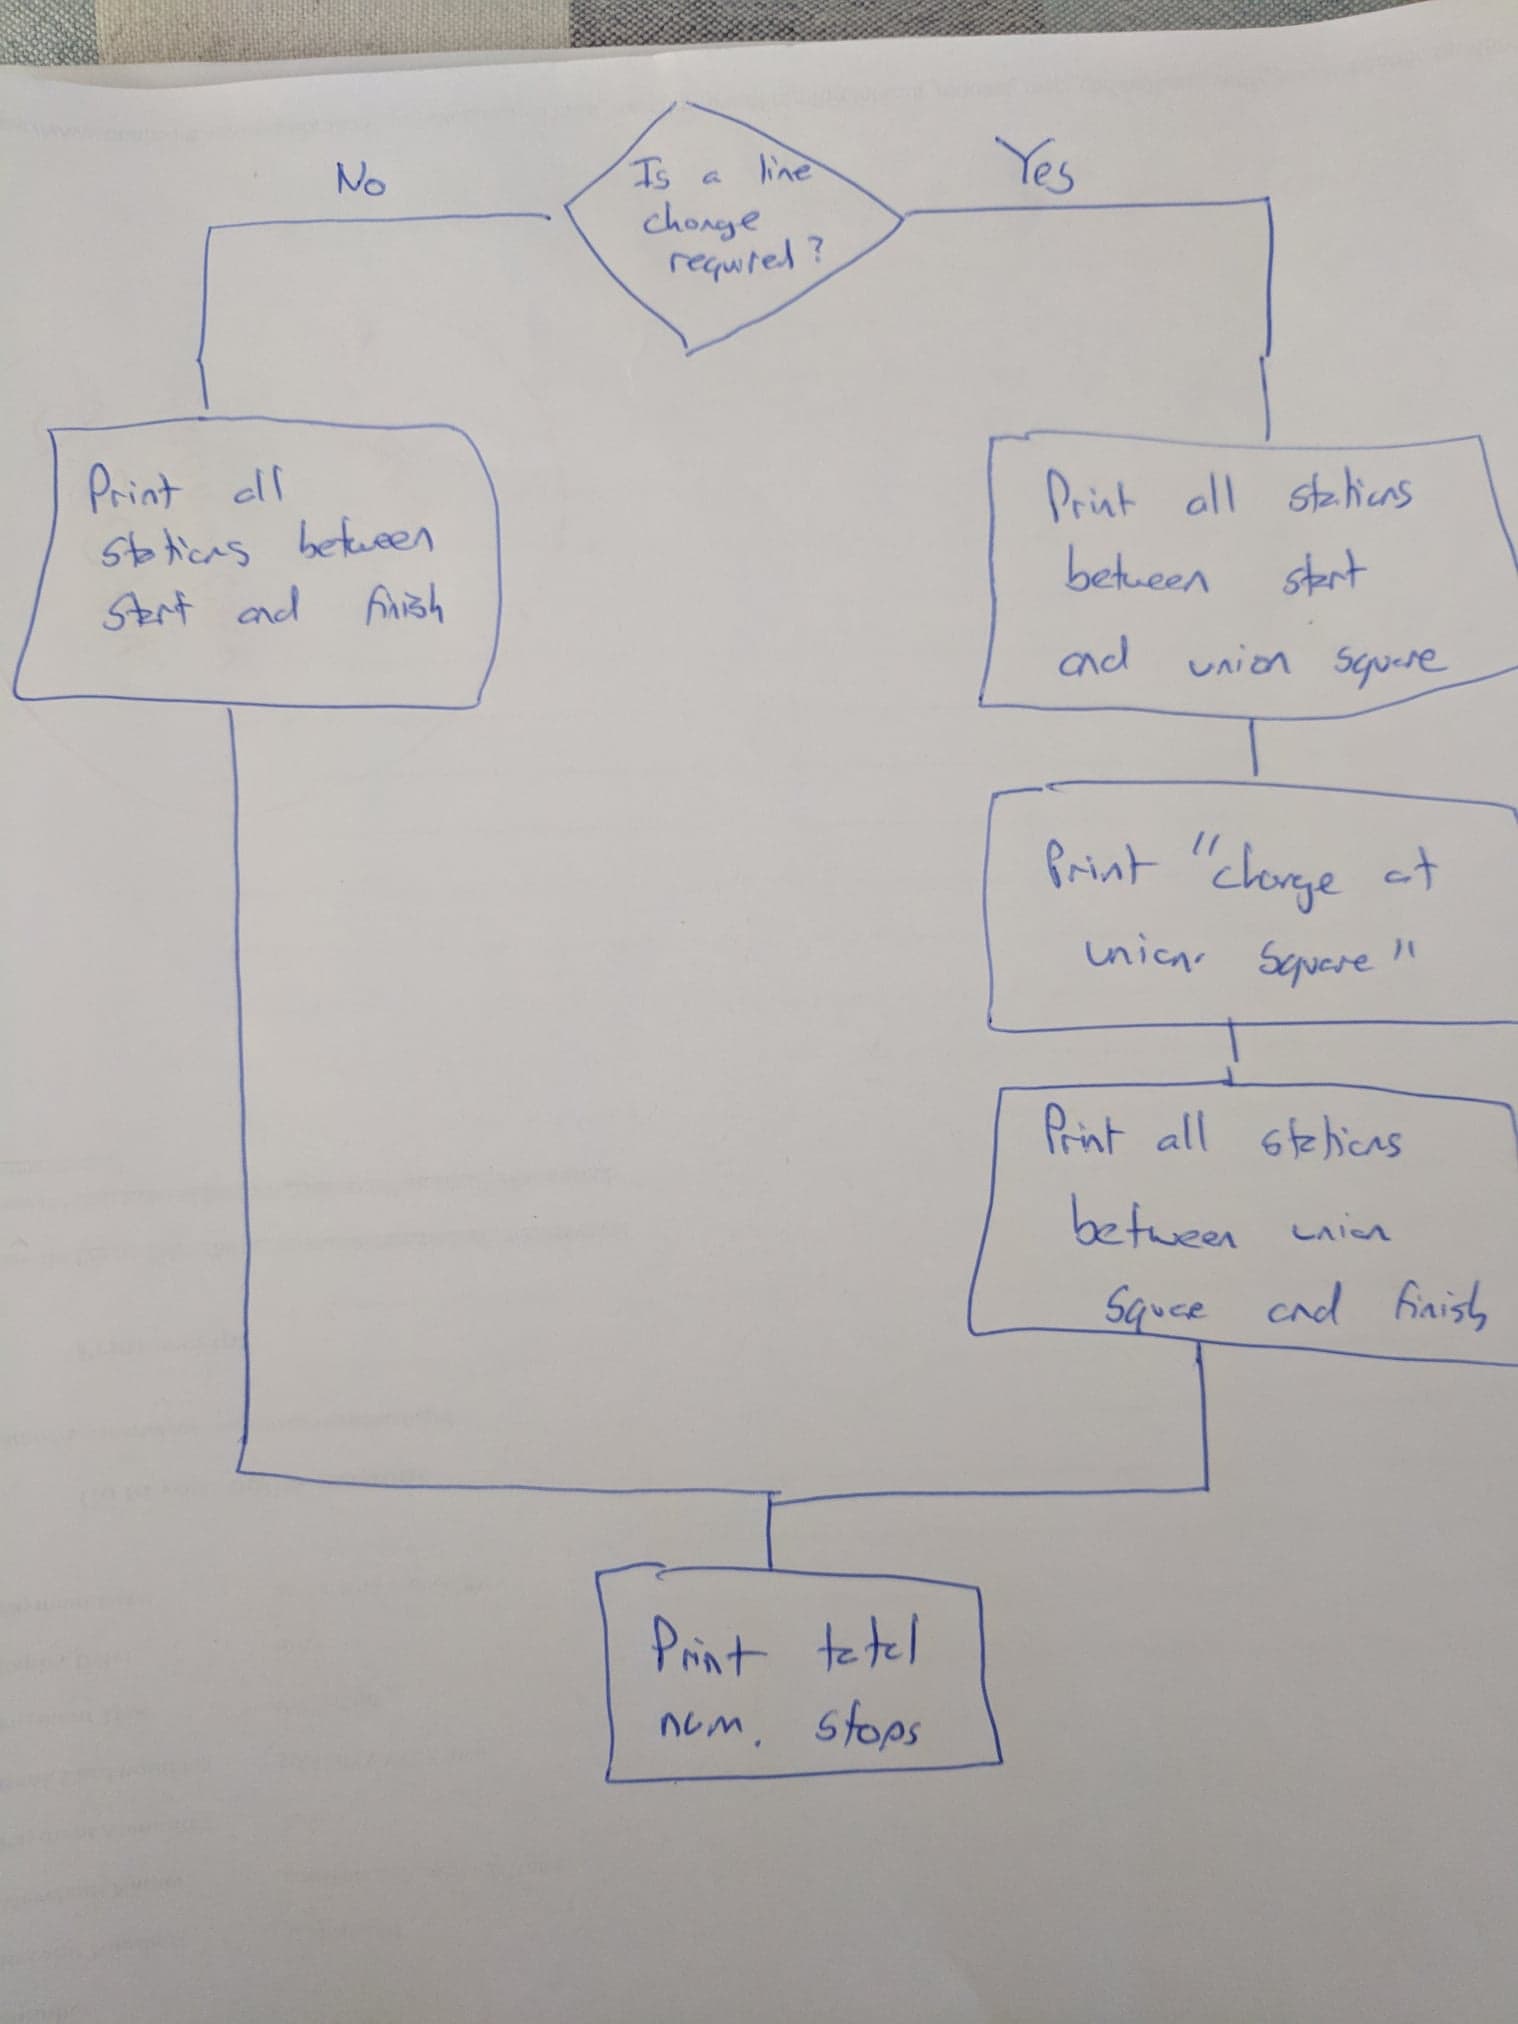 No
Is a line
change
required?
Yes
Print all
stations between
start and finish
Print all stations
between start
and union square
Print "change at
union square"
Print all stations
between union
square and finish
Print total
num. stops